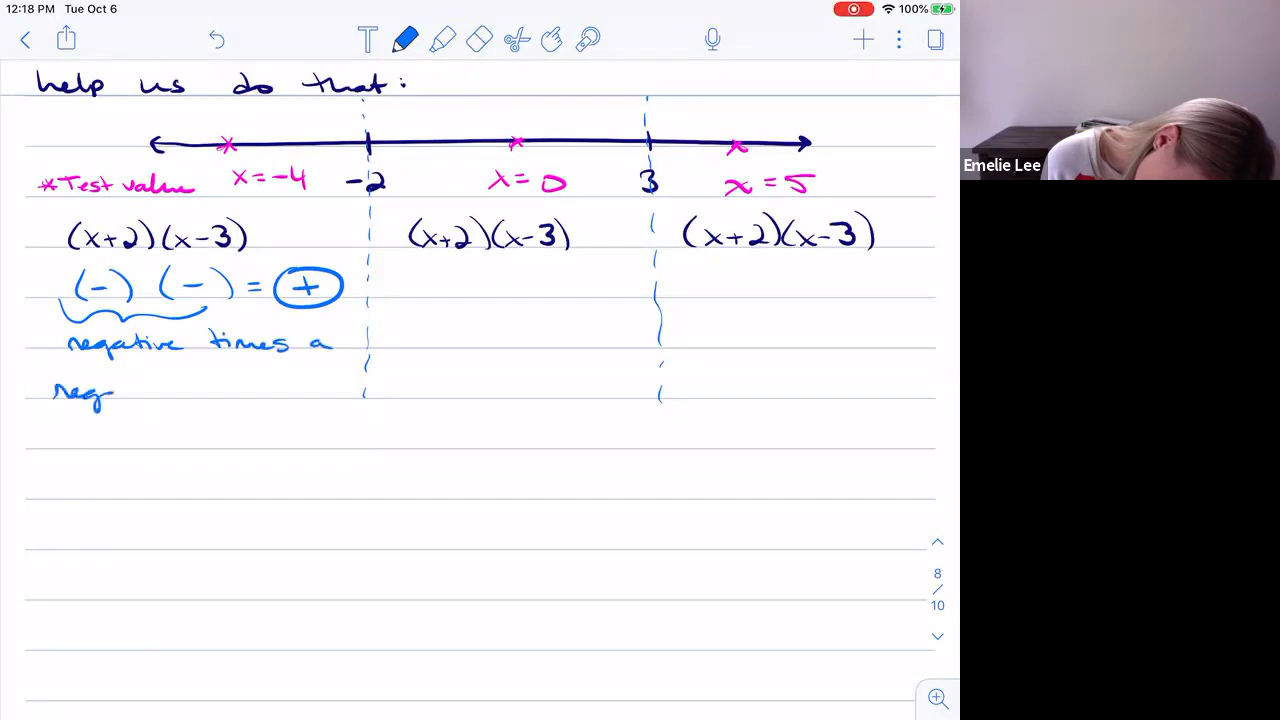 12:18 PM Tue Oct 6
100%
help us do that:
*Test value x=-4 -2 x=0 3 x=5
(x+2)(x-3) (x+2)(x-3) (x+2)(x-3)
(-) (-) = +
negative times a
neg
Emelie Lee
8
/
10